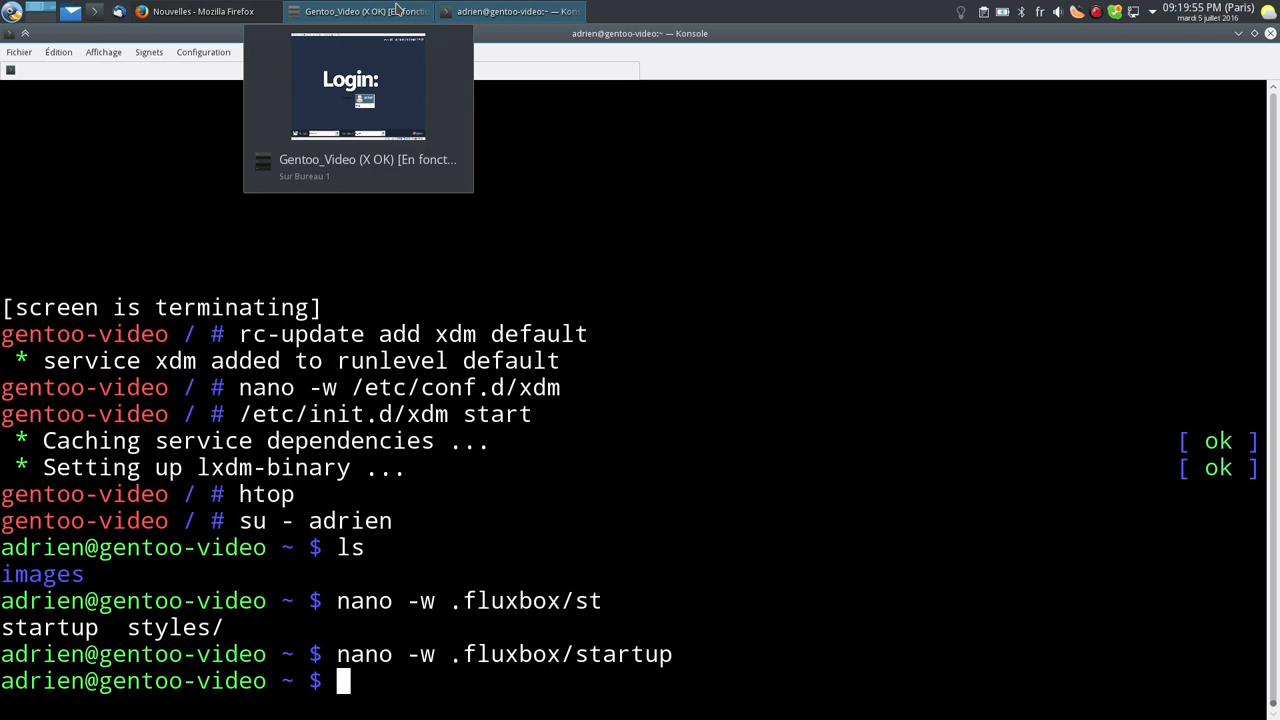 Nouvelles - Mozilla Firefox
Gentoo_Video (X OK) [En foncti
adrien@gentoo-video:~ — Kons
fr
09:19:55 PM (Paris)
mardi 5 juillet 2016
adrien@gentoo-video:~ — Konsole
Fichier Édition Affichage Signets Configuration
Login:
Gentoo_Video (X OK) [En fonct...
Sur Bureau 1
[screen is terminating]
gentoo-video / # rc-update add xdm default
* service xdm added to runlevel default
gentoo-video / # nano -w /etc/conf.d/xdm
gentoo-video / # /etc/init.d/xdm start
* Caching service dependencies ... [ ok ]
* Setting up lxdm-binary ... [ ok ]
gentoo-video / # htop
gentoo-video / # su - adrien
adrien@gentoo-video ~ $ ls
images
adrien@gentoo-video ~ $ nano -w .fluxbox/st
startup styles/
adrien@gentoo-video ~ $ nano -w .fluxbox/startup
adrien@gentoo-video ~ $